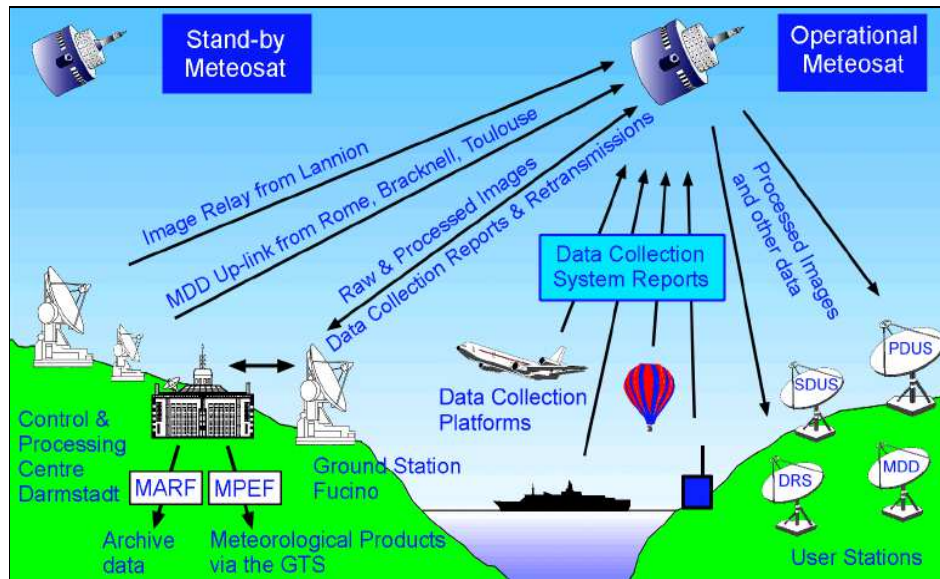 Stand-by
Meteosat
Operational
Meteosat
Image Relay from Lannion
MDD Up-link from Rome, Bracknell, Toulouse
Raw & Processed Images
Data Collection Reports & Retransmissions
Data Collection
System Reports
Processed Images
and other data
Data Collection
Platforms
Control &
Processing
Centre
Darmstadt
MARF
MPEF
Ground Station
Fucino
Archive
data
Meteorological Products
via the GTS
SDUS
PDUS
DRS
MDD
User Stations